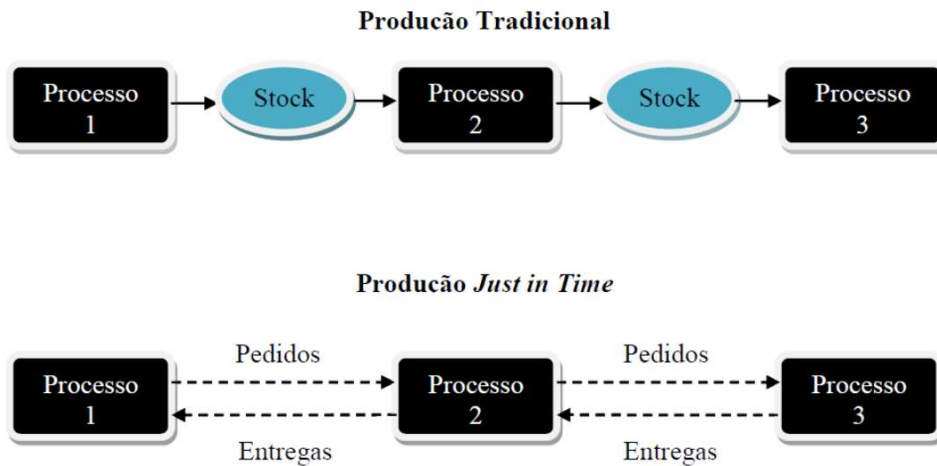 Producão Tradicional
Processo
1
Stock
Processo
2
Stock
Processo
3
Producão Just in Time
Pedidos
Pedidos
Processo
1
Processo
2
Processo
3
Entregas
Entregas